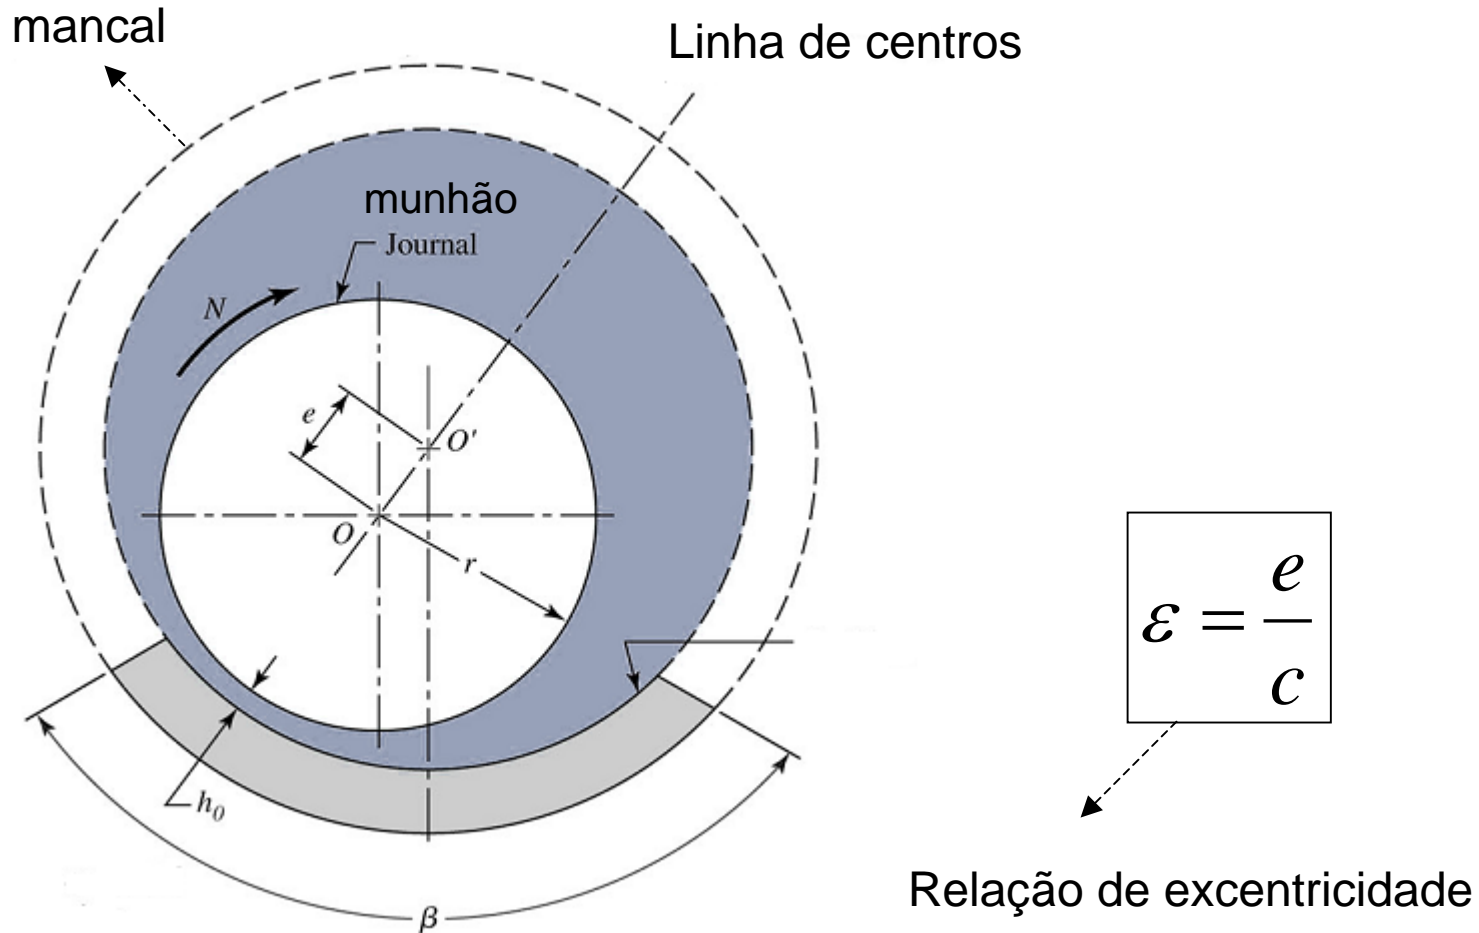 mancal
Linha de centros
munhão
Journal
N
e
O'
O
r
ε = e/c
h₀
β
Relação de excentricidade